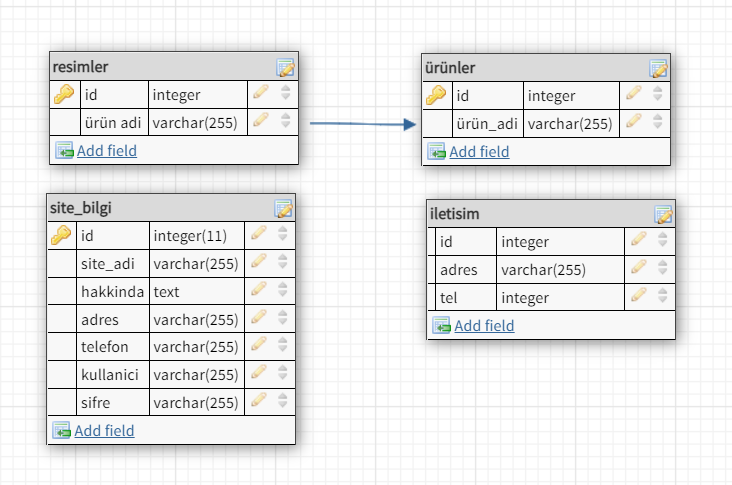 resimler
id integer
ürün adi varchar(255)
Add field
ürünler
id integer
ürün_adi varchar(255)
Add field
site_bilgi
id integer(11)
site_adi varchar(255)
hakkinda text
adres varchar(255)
telefon varchar(255)
kullanici varchar(255)
sifre varchar(255)
Add field
iletisim
id integer
adres varchar(255)
tel integer
Add field